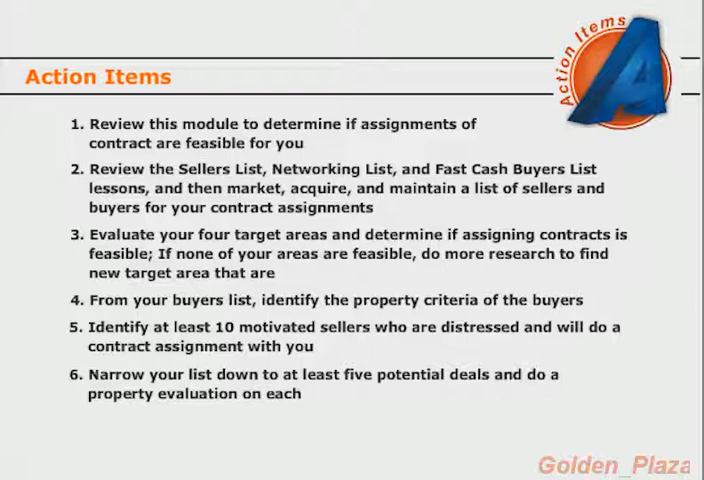 Action Items
Action Items
1. Review this module to determine if assignments of
contract are feasible for you
2. Review the Sellers List, Networking List, and Fast Cash Buyers List
lessons, and then market, acquire, and maintain a list of sellers and
buyers for your contract assignments
3. Evaluate your four target areas and determine if assigning contracts is
feasible; If none of your areas are feasible, do more research to find
new target area that are
4. From your buyers list, identify the property criteria of the buyers
5. Identify at least 10 motivated sellers who are distressed and will do a
contract assignment with you
6. Narrow your list down to at least five potential deals and do a
property evaluation on each
Golden_Plaza